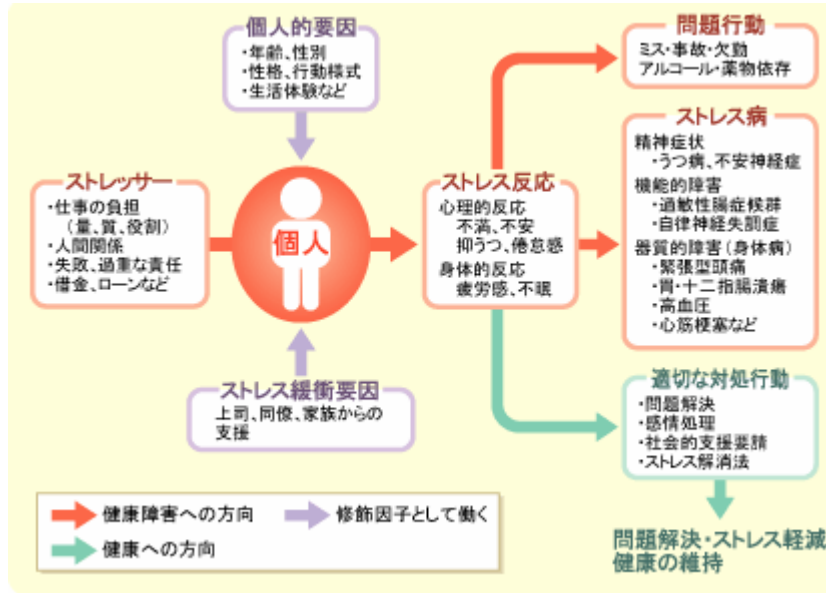 個人的要因
・年齢、性別
・性格、行動様式
・生活体験など
ストレッサー
・仕事の負担
（量、質、役割）
・人間関係
・失敗、過重な責任
・借金、ローンなど
個人
ストレス緩衝要因
上司、同僚、家族からの
支援
ストレス反応
心理的反応
不満、不安
抑うつ、倦怠感
身体的反応
疲労感、不眠
問題行動
ミス・事故・欠勤
アルコール・薬物依存
ストレス病
精神症状
・うつ病、不安神経症
機能的障害
・過敏性腸症候群
・自律神経失調症
器質的障害（身体病）
・緊張型頭痛
・胃・十二指腸潰瘍
・高血圧
・心筋梗塞など
適切な対処行動
・問題解決
・感情処理
・社会的支援要請
・ストレス解消法
問題解決・ストレス軽減
健康の維持
健康障害への方向
修飾因子として働く
健康への方向